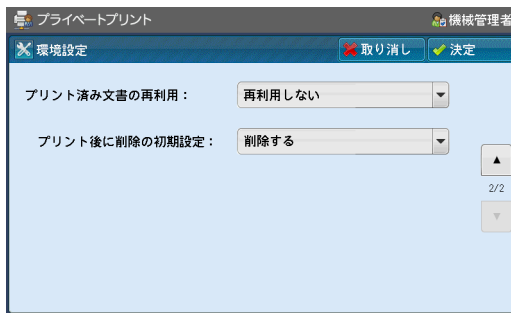 プライベートプリント
機械管理者
環境設定
取り消し
決定
プリント済み文書の再利用：
再利用しない
プリント後に削除の初期設定：
削除する
2/2